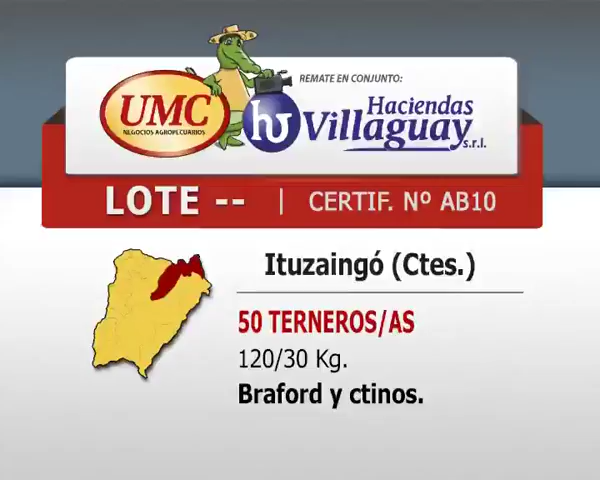 REMATE EN CONJUNTO:
UMC
NEGOCIOS AGROPECUARIOS
hv
Haciendas
Villaguay
s.r.l.
LOTE -- | CERTIF. Nº AB10
Ituzaingó (Ctes.)
50 TERNEROS/AS
120/30 Kg.
Braford y ctinos.